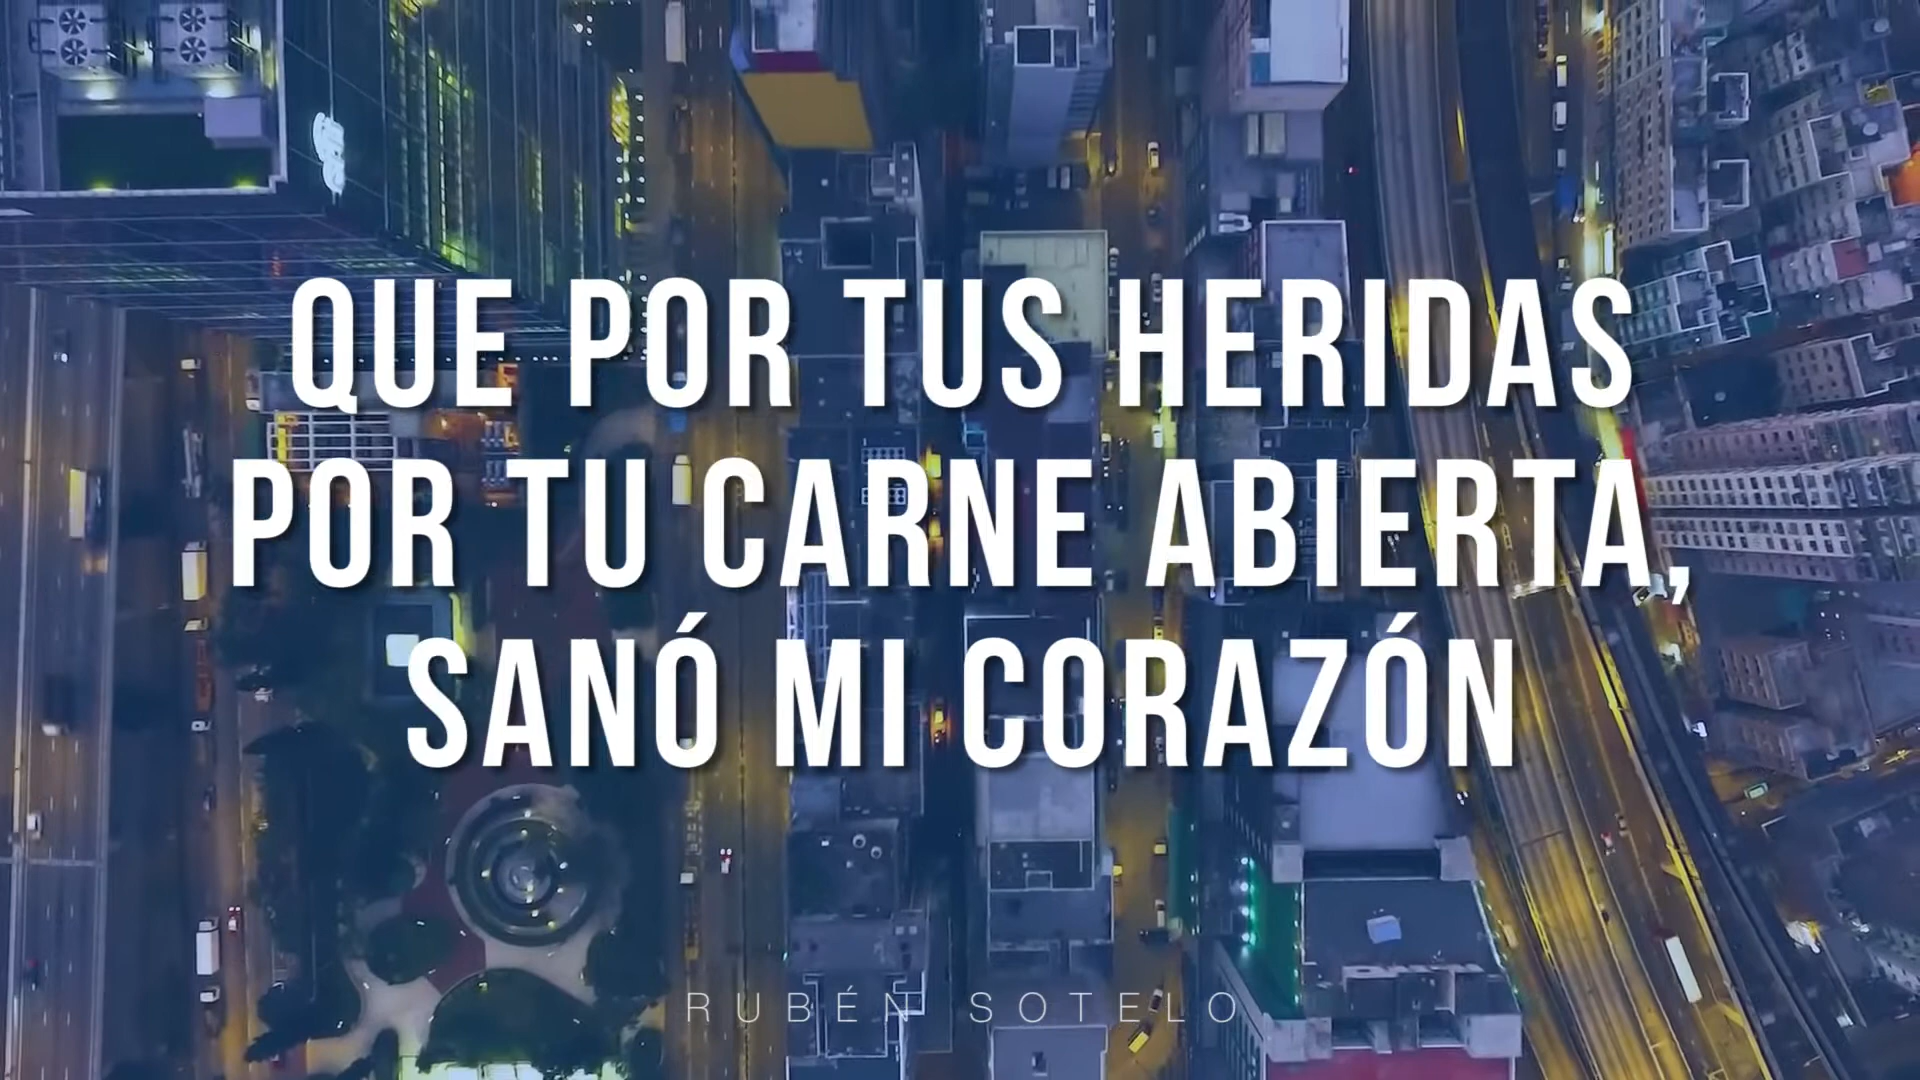 QUE POR TUS HERIDAS
POR TU CARNE ABIERTA,
SANÓ MI CORAZÓN
RUBÉN SOTELO